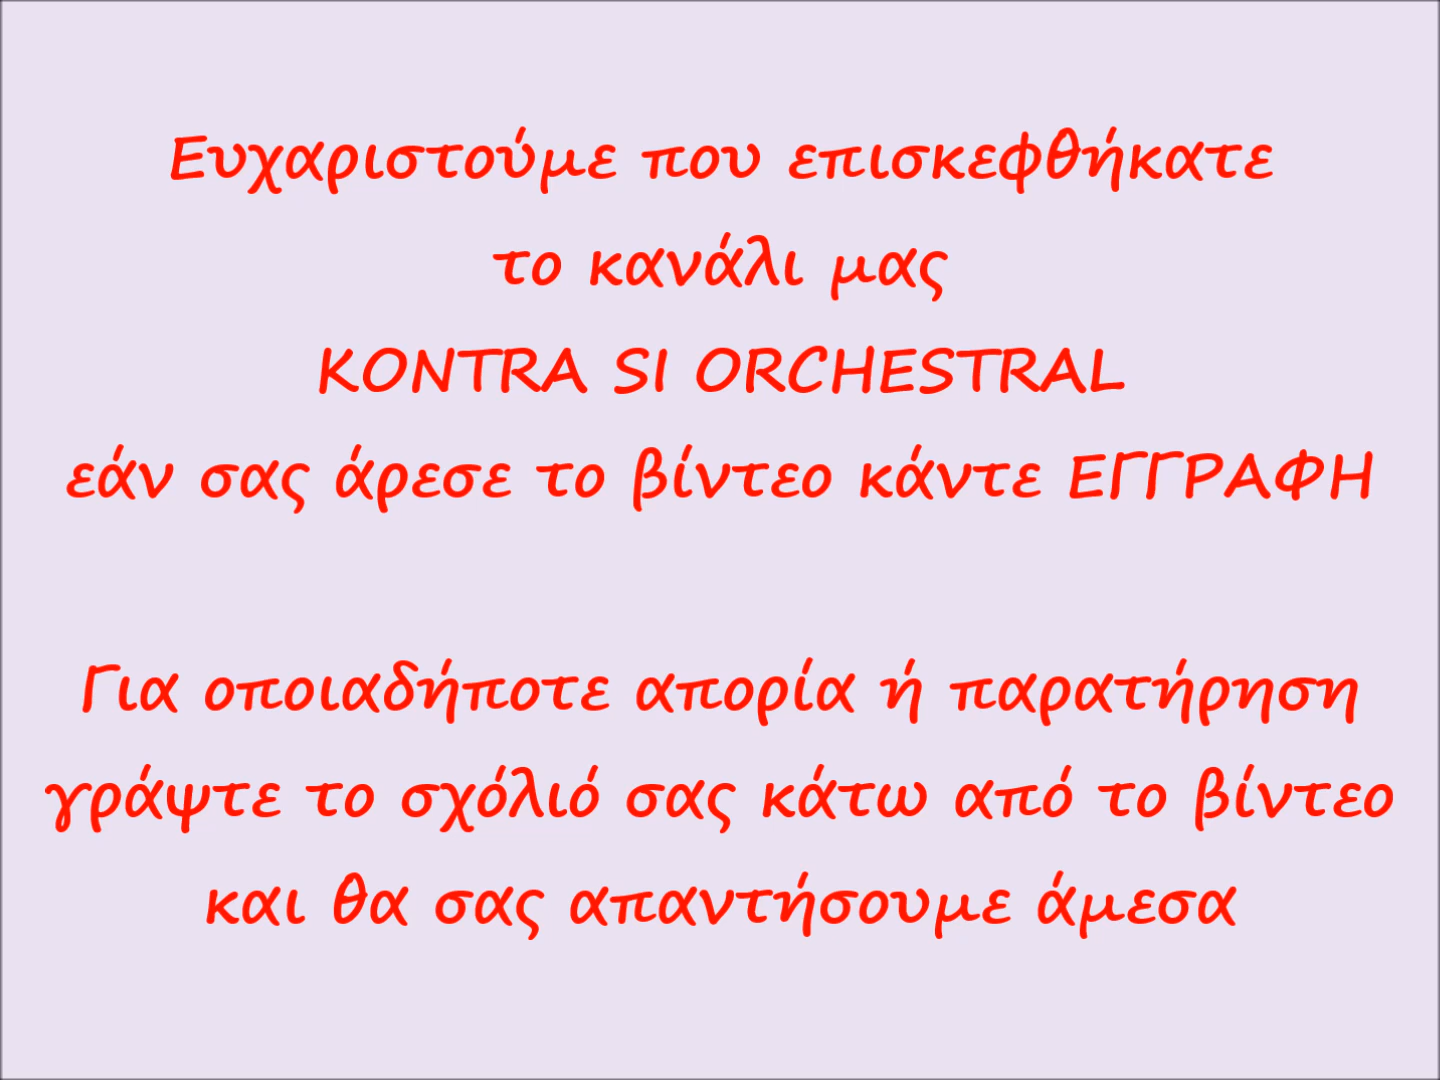 Ευχαριστούμε που επισκεφθήκατε
το κανάλι μας
KONTRA SI ORCHESTRAL
εάν σας άρεσε το βίντεο κάντε ΕΓΓΡΑΦΗ
Για οποιαδήποτε απορία ή παρατήρηση
γράψτε το σχόλιό σας κάτω από το βίντεο
και θα σας απαντήσουμε άμεσα